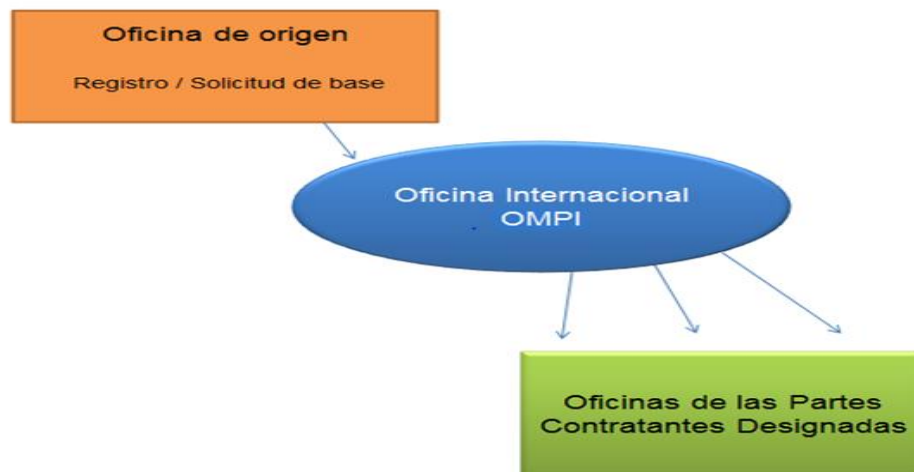 Oficina de origen
Registro / Solicitud de base
Oficina Internacional
OMPI
Oficinas de las Partes
Contratantes Designadas